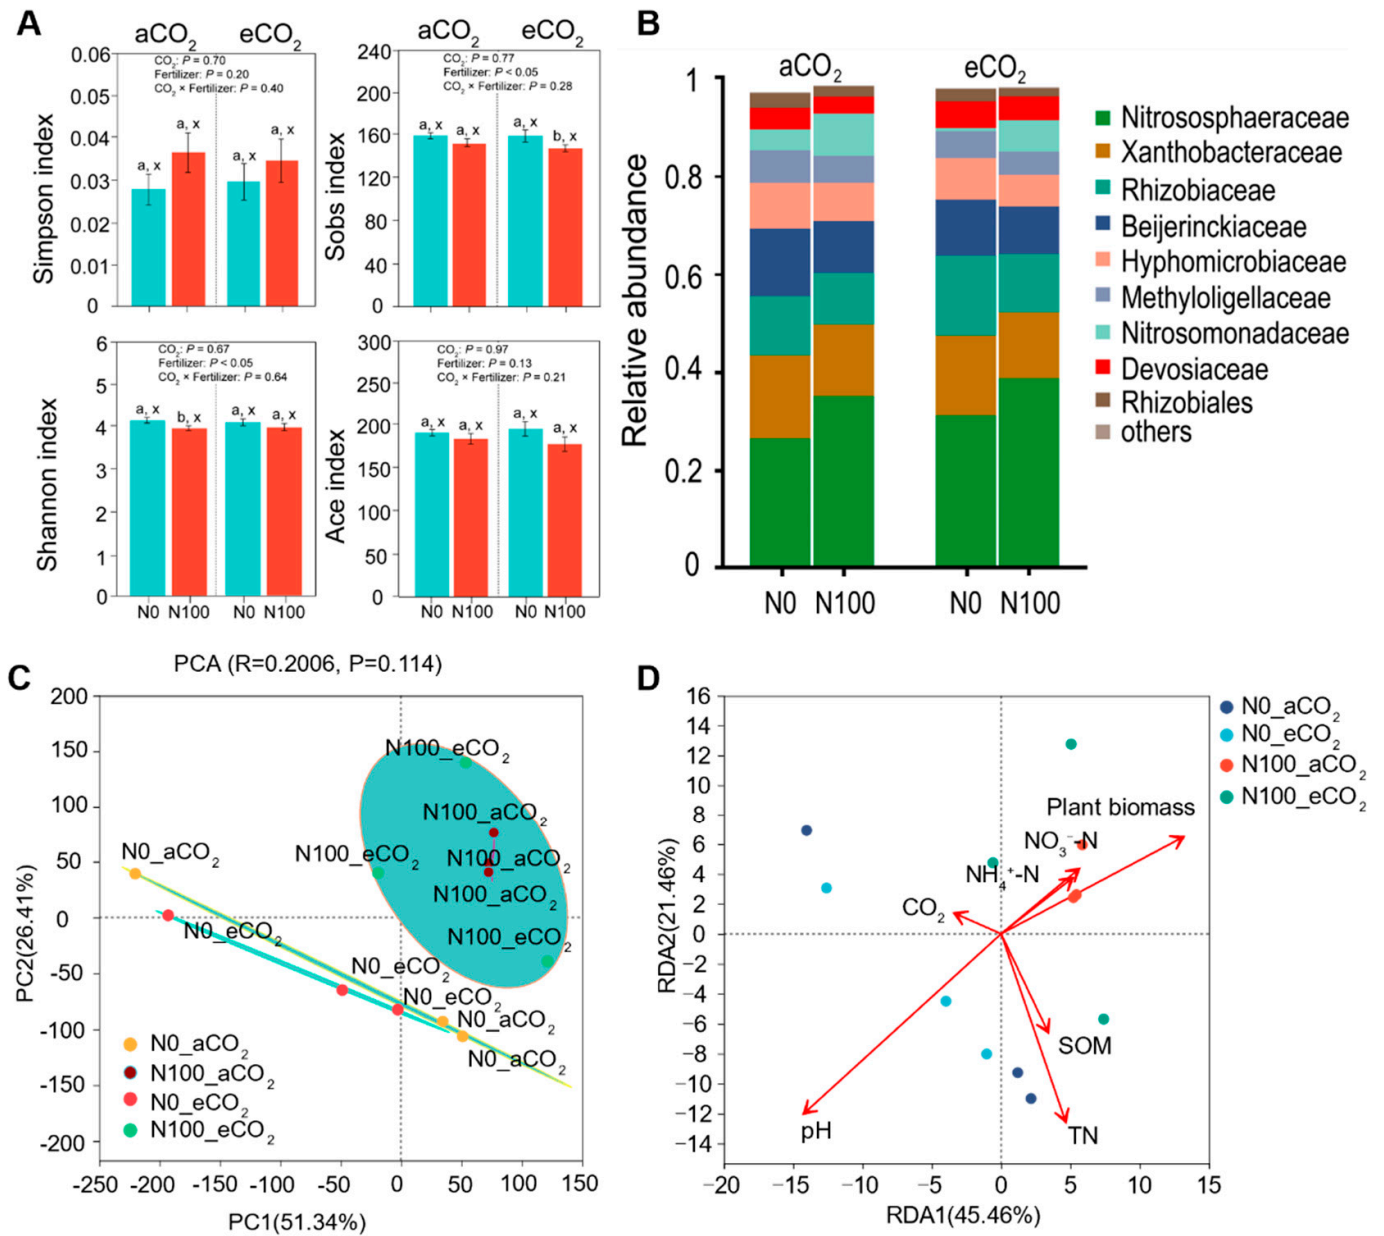 A
aCO2 eCO2
Simpson index
0.06
0.05
0.04
0.03
0.02
0.01
0
CO2: P = 0.70
Fertilizer: P = 0.20
CO2 × Fertilizer: P = 0.40
a, x a, x a, x a, x
aCO2 eCO2
Sobs index
240
200
160
120
80
40
0
CO2: P = 0.77
Fertilizer: P < 0.05
CO2 × Fertilizer: P = 0.28
a, x a, x a, x b, x
Shannon index
6
5
4
3
2
1
0
CO2: P = 0.67
Fertilizer: P < 0.05
CO2 × Fertilizer: P = 0.64
a, x b, x a, x a, x
N0 N100 N0 N100
Ace index
300
250
200
150
100
50
0
CO2: P = 0.97
Fertilizer: P = 0.13
CO2 × Fertilizer: P = 0.21
a, x a, x a, x a, x
N0 N100 N0 N100
B
aCO2 eCO2
Relative abundance
1
0.8
0.6
0.4
0.2
0
N0 N100 N0 N100
Nitrososphaeraceae
Xanthobacteraceae
Rhizobiaceae
Beijerinckiaceae
Hyphomicrobiaceae
Methyloligellaceae
Nitrosomonadaceae
Devosiaceae
Rhizobiales
others
C
PCA (R=0.2006, P=0.114)
PC2(26.41%)
200
150
100
50
0
-50
-100
-150
-200
N100_eCO2
N100_aCO2
N0_aCO2
N100_eCO2
N100_aCO2
N100_aCO2
N0_eCO2
N100_eCO2
N0_eCO2
N0_eCO2
N0_aCO2
N0_aCO2
N0_aCO2
N100_aCO2
N0_eCO2
N100_eCO2
-250 -200 -150 -100 -50 0 50 100 150
PC1(51.34%)
D
RDA2(21.46%)
16
14
12
10
8
6
4
2
0
−2
−4
−6
−8
−10
−12
−14
Plant biomass
NO3−-N
NH4+-N
CO2
SOM
pH
TN
−20 −15 −10 −5 0 5 10 15
RDA1(45.46%)
N0_aCO2
N0_eCO2
N100_aCO2
N100_eCO2